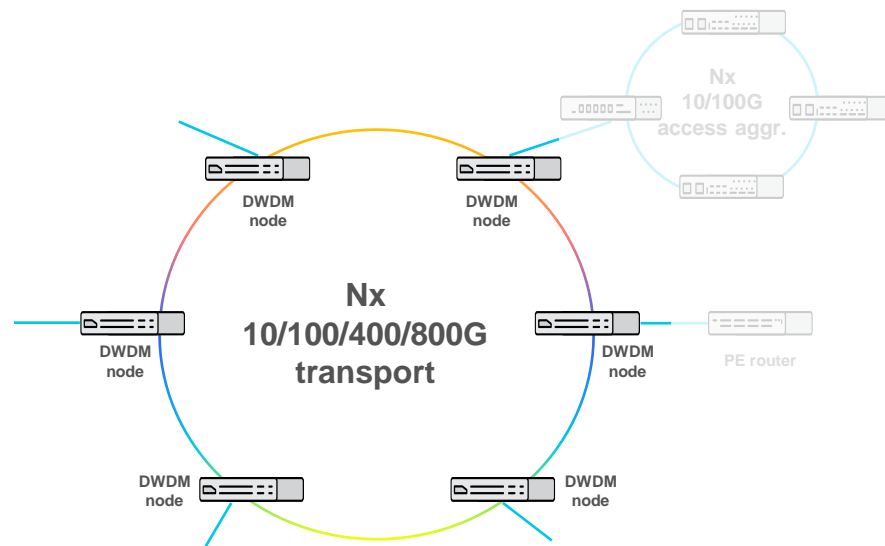 Nx
10/100G
access aggr.
DWDM
node
DWDM
node
Nx
10/100/400/800G
transport
DWDM
node
DWDM
node
PE router
DWDM
node
DWDM
node